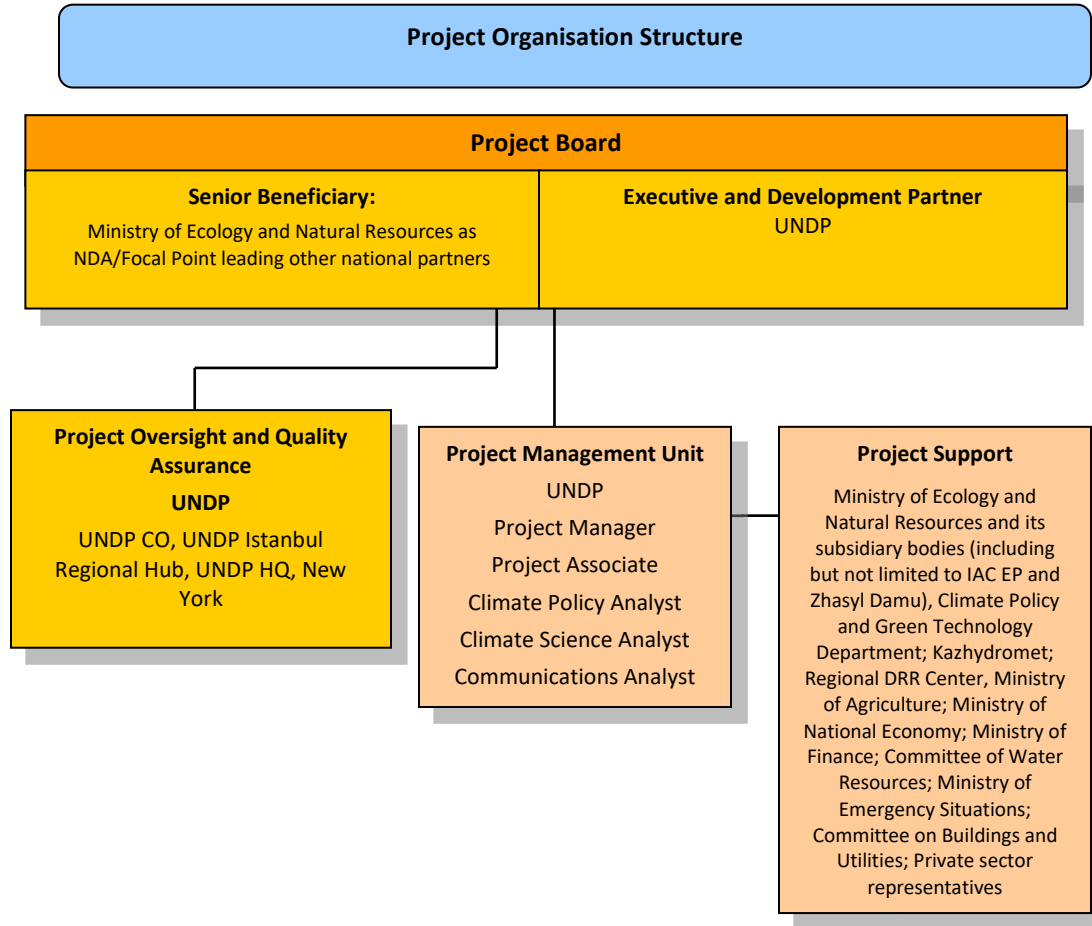 Project Organisation Structure
Project Board
Senior Beneficiary:
Ministry of Ecology and Natural Resources as
NDA/Focal Point leading other national partners
Executive and Development Partner
UNDP
Project Oversight and Quality
Assurance
UNDP
UNDP CO, UNDP Istanbul
Regional Hub, UNDP HQ, New
York
Project Management Unit
UNDP
Project Manager
Project Associate
Climate Policy Analyst
Climate Science Analyst
Communications Analyst
Project Support
Ministry of Ecology and
Natural Resources and its
subsidiary bodies (including
but not limited to IAC EP and
Zhasyl Damu), Climate Policy
and Green Technology
Department; Kazhydromet;
Regional DRR Center, Ministry
of Agriculture; Ministry of
National Economy; Ministry of
Finance; Committee of Water
Resources; Ministry of
Emergency Situations;
Committee on Buildings and
Utilities; Private sector
representatives